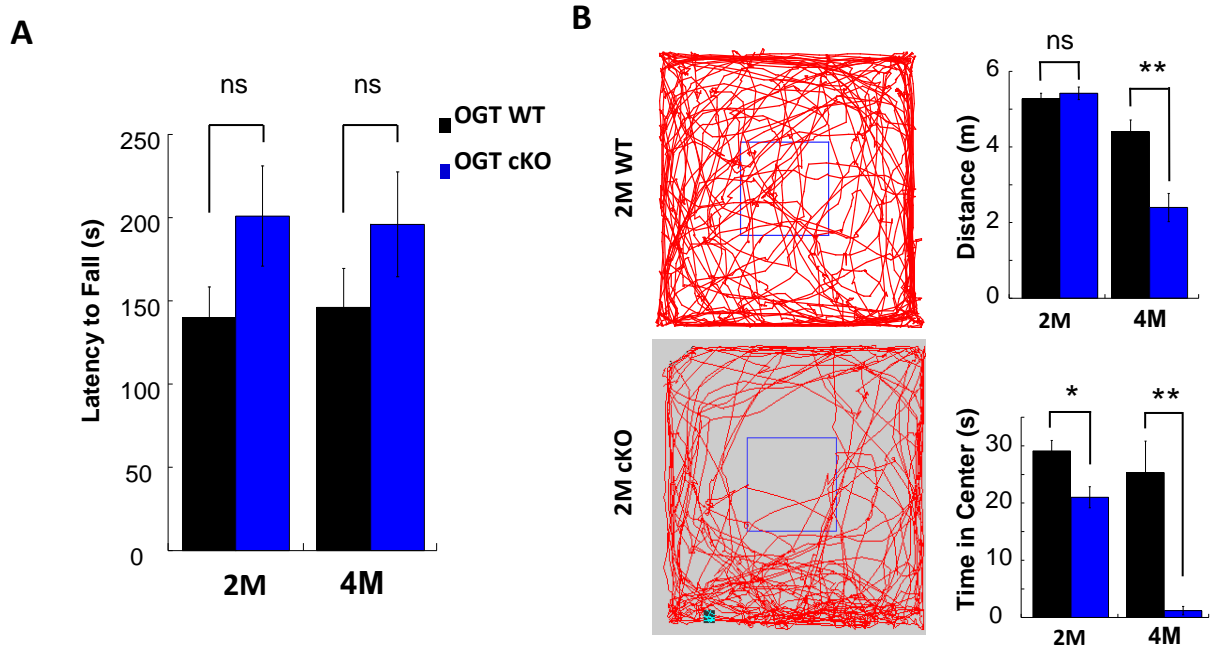 A
ns
ns
OGT WT
OGT cKO
250
200
150
100
50
0
Latency to Fall (s)
2M
4M
B
2M WT
2M cKO
ns
**
6
4
2
0
Distance (m)
2M
4M
*
**
30
20
10
0
Time in Center (s)
2M
4M